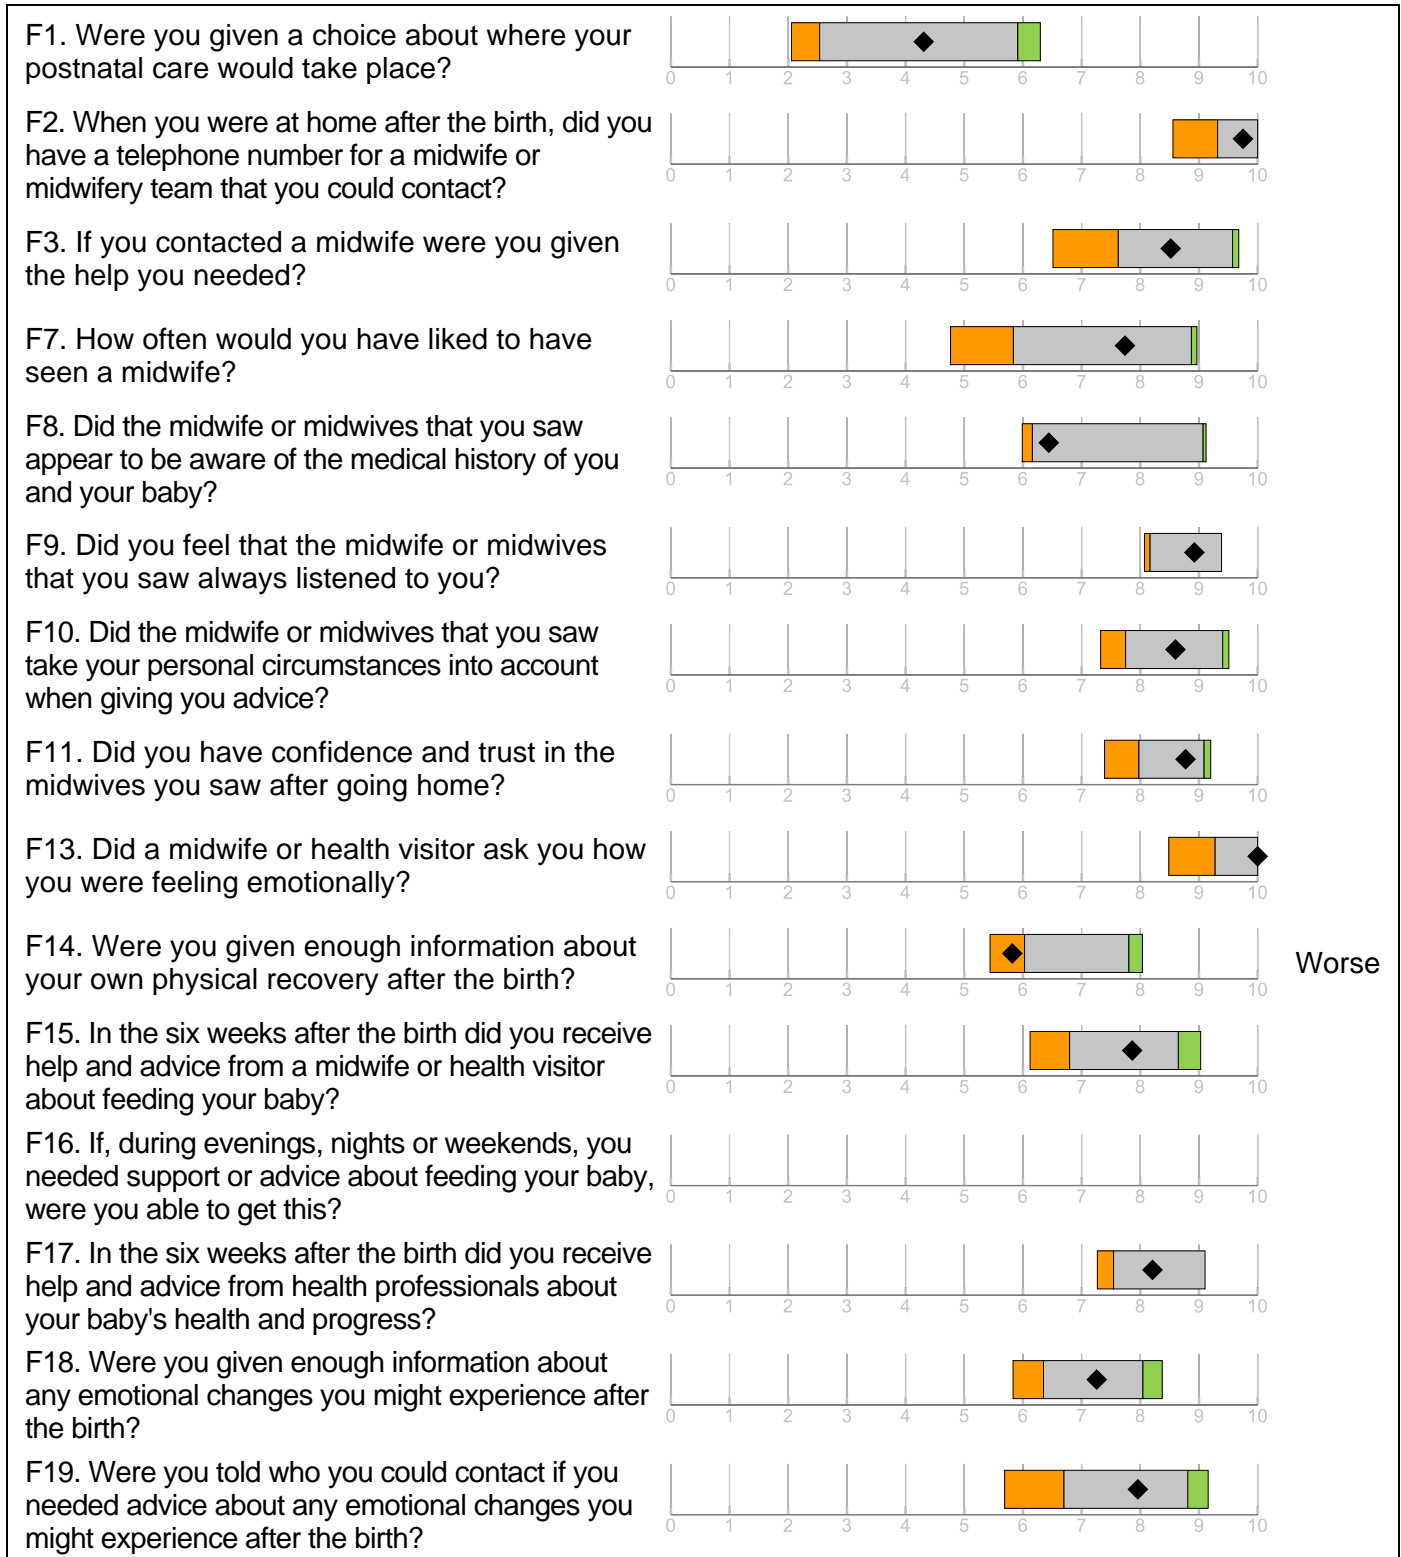 F1. Were you given a choice about where your
postnatal care would take place?
0 1 2 3 4 5 6 7 8 9 10
F2. When you were at home after the birth, did you
have a telephone number for a midwife or
midwifery team that you could contact?
0 1 2 3 4 5 6 7 8 9 10
F3. If you contacted a midwife were you given
the help you needed?
0 1 2 3 4 5 6 7 8 9 10
F7. How often would you have liked to have
seen a midwife?
0 1 2 3 4 5 6 7 8 9 10
F8. Did the midwife or midwives that you saw
appear to be aware of the medical history of you
and your baby?
0 1 2 3 4 5 6 7 8 9 10
F9. Did you feel that the midwife or midwives
that you saw always listened to you?
0 1 2 3 4 5 6 7 8 9 10
F10. Did the midwife or midwives that you saw
take your personal circumstances into account
when giving you advice?
0 1 2 3 4 5 6 7 8 9 10
F11. Did you have confidence and trust in the
midwives you saw after going home?
0 1 2 3 4 5 6 7 8 9 10
F13. Did a midwife or health visitor ask you how
you were feeling emotionally?
0 1 2 3 4 5 6 7 8 9 10
F14. Were you given enough information about
your own physical recovery after the birth?
Worse
0 1 2 3 4 5 6 7 8 9 10
F15. In the six weeks after the birth did you receive
help and advice from a midwife or health visitor
about feeding your baby?
0 1 2 3 4 5 6 7 8 9 10
F16. If, during evenings, nights or weekends, you
needed support or advice about feeding your baby,
were you able to get this?
0 1 2 3 4 5 6 7 8 9 10
F17. In the six weeks after the birth did you receive
help and advice from health professionals about
your baby's health and progress?
0 1 2 3 4 5 6 7 8 9 10
F18. Were you given enough information about
any emotional changes you might experience after
the birth?
0 1 2 3 4 5 6 7 8 9 10
F19. Were you told who you could contact if you
needed advice about any emotional changes you
might experience after the birth?
0 1 2 3 4 5 6 7 8 9 10